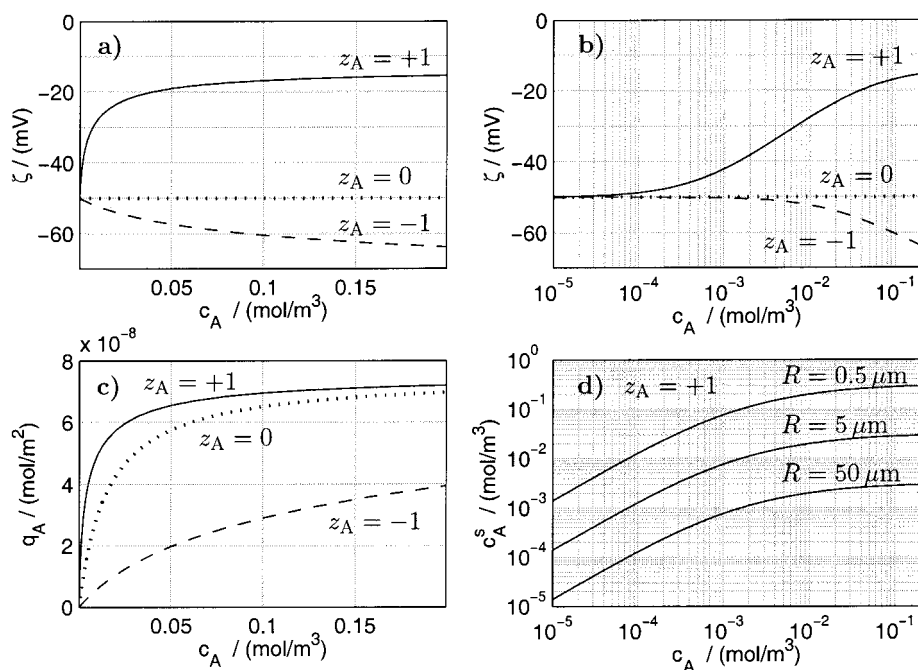 a)
z_A = +1
z_A = 0
z_A = −1
ζ / (mV)
0
−20
−40
−60
0.05
0.1
0.15
c_A / (mol/m³)
b)
z_A = +1
z_A = 0
z_A = −1
ζ / (mV)
0
−20
−40
−60
10⁻⁵
10⁻⁴
10⁻³
10⁻²
10⁻¹
c_A / (mol/m³)
x 10⁻⁸
c)
z_A = +1
z_A = 0
z_A = −1
q_A / (mol/m²)
8
6
4
2
0
0
0.05
0.1
0.15
c_A / (mol/m³)
d) z_A = +1
R = 0.5 μm
R = 5 μm
R = 50 μm
c_A^s / (mol/m³)
10⁰
10⁻¹
10⁻²
10⁻³
10⁻⁴
10⁻⁵
10⁻⁵
10⁻⁴
10⁻³
10⁻²
10⁻¹
c_A / (mol/m³)